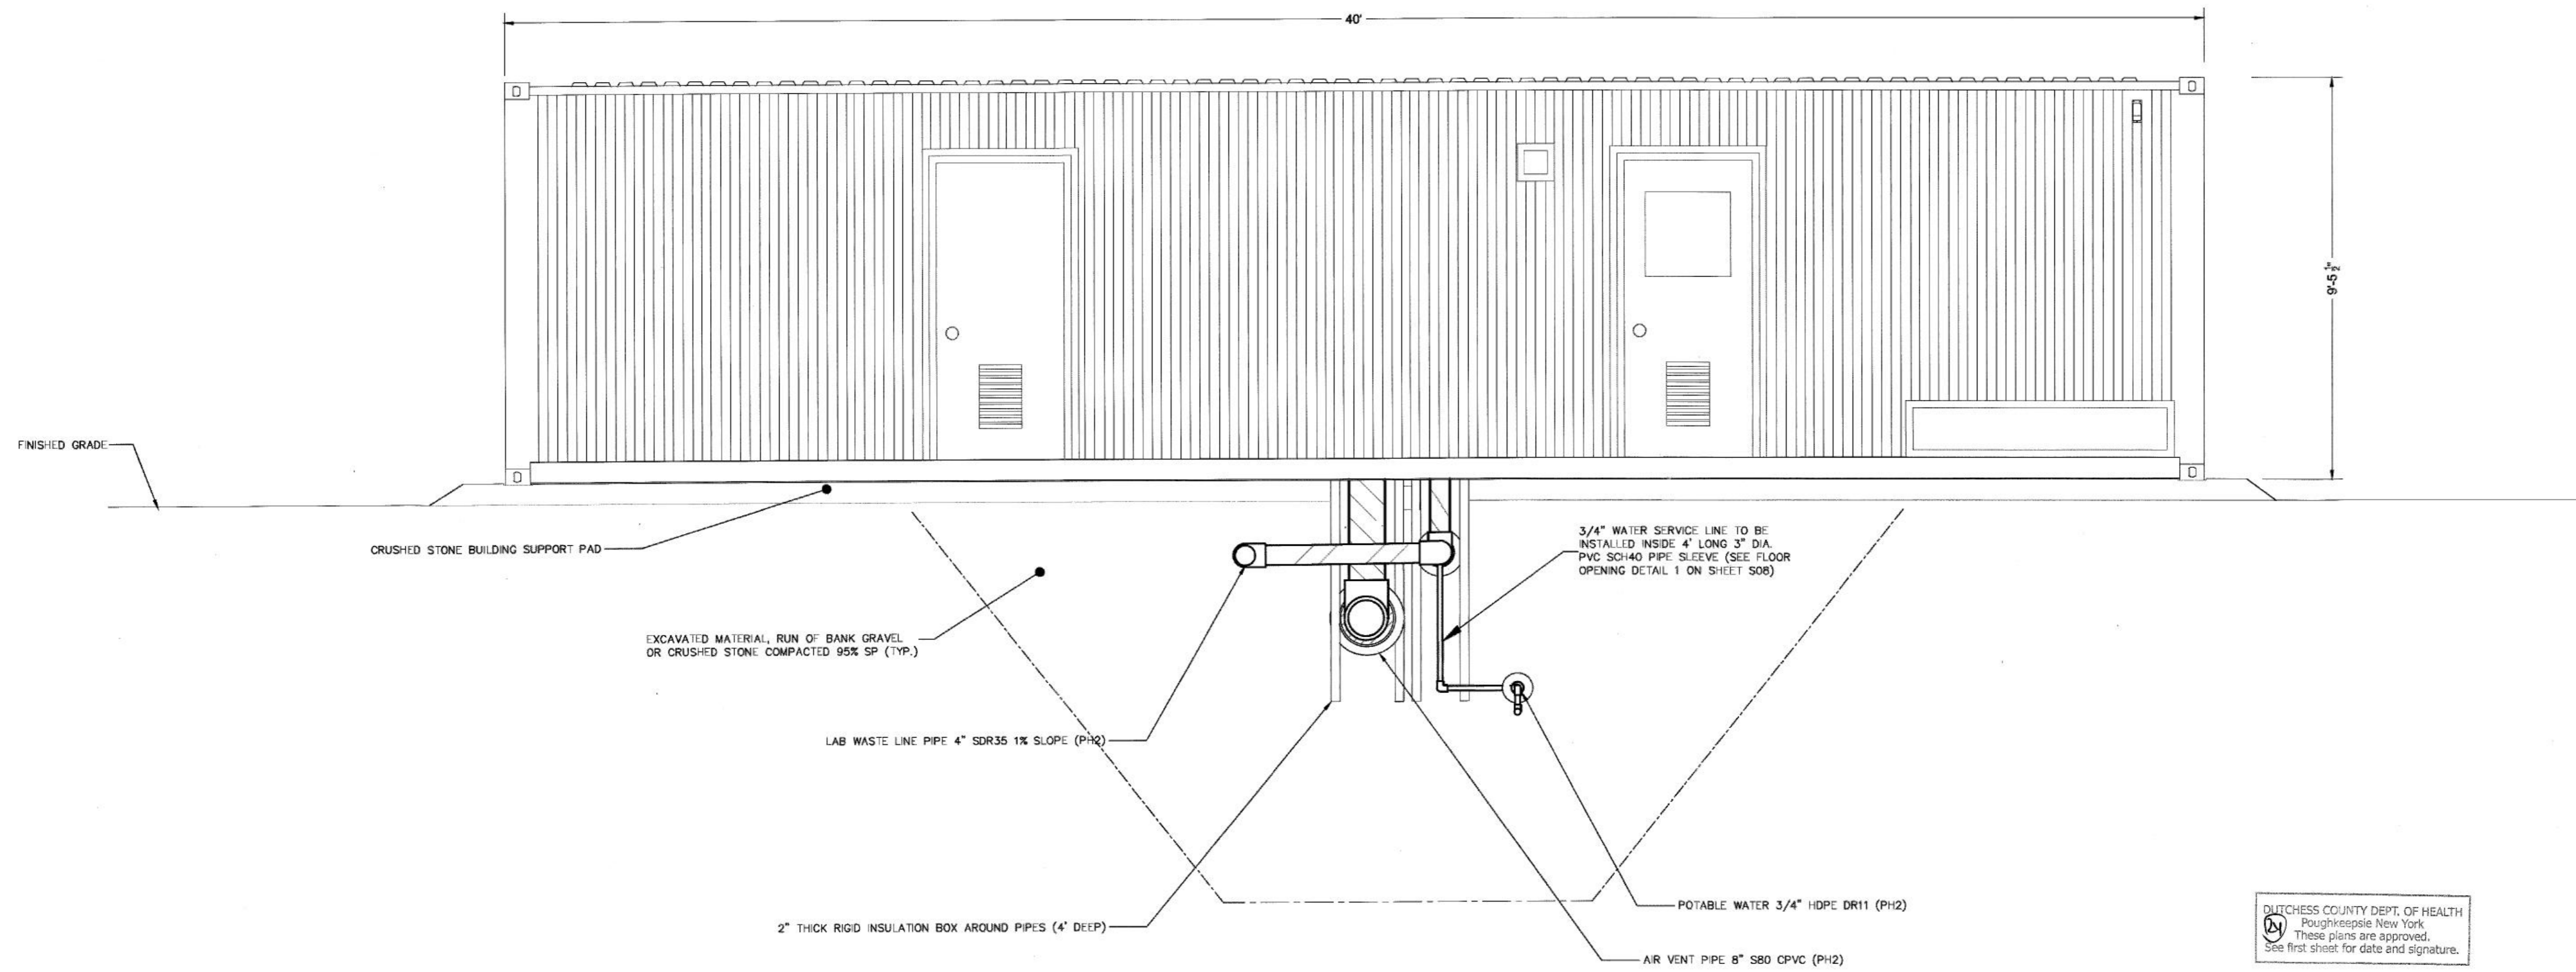 40'
9'-5 1/2"
FINISHED GRADE
CRUSHED STONE BUILDING SUPPORT PAD
3/4" WATER SERVICE LINE TO BE
INSTALLED INSIDE 4' LONG 3" DIA.
PVC SCH40 PIPE SLEEVE (SEE FLOOR
OPENING DETAIL 1 ON SHEET S08)
EXCAVATED MATERIAL, RUN OF BANK GRAVEL
OR CRUSHED STONE COMPACTED 95% SP (TYP.)
LAB WASTE LINE PIPE 4" SDR35 1% SLOPE (PH2)
2" THICK RIGID INSULATION BOX AROUND PIPES (4' DEEP)
POTABLE WATER 3/4" HDPE DR11 (PH2)
AIR VENT PIPE 8" S80 CPVC (PH2)
DUTCHESS COUNTY DEPT. OF HEALTH
Poughkeepsie New York
These plans are approved.
See first sheet for date and signature.